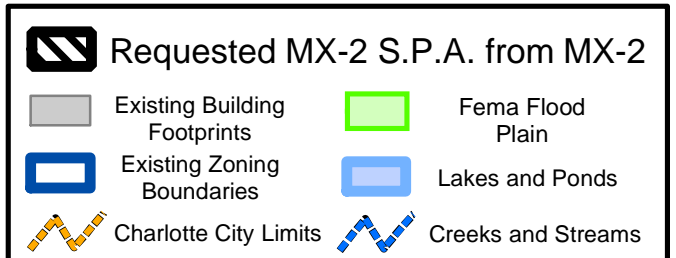 Requested MX-2 S.P.A. from MX-2
Existing Building
Footprints
Fema Flood
Plain
Existing Zoning
Boundaries
Lakes and Ponds
Charlotte City Limits
Creeks and Streams